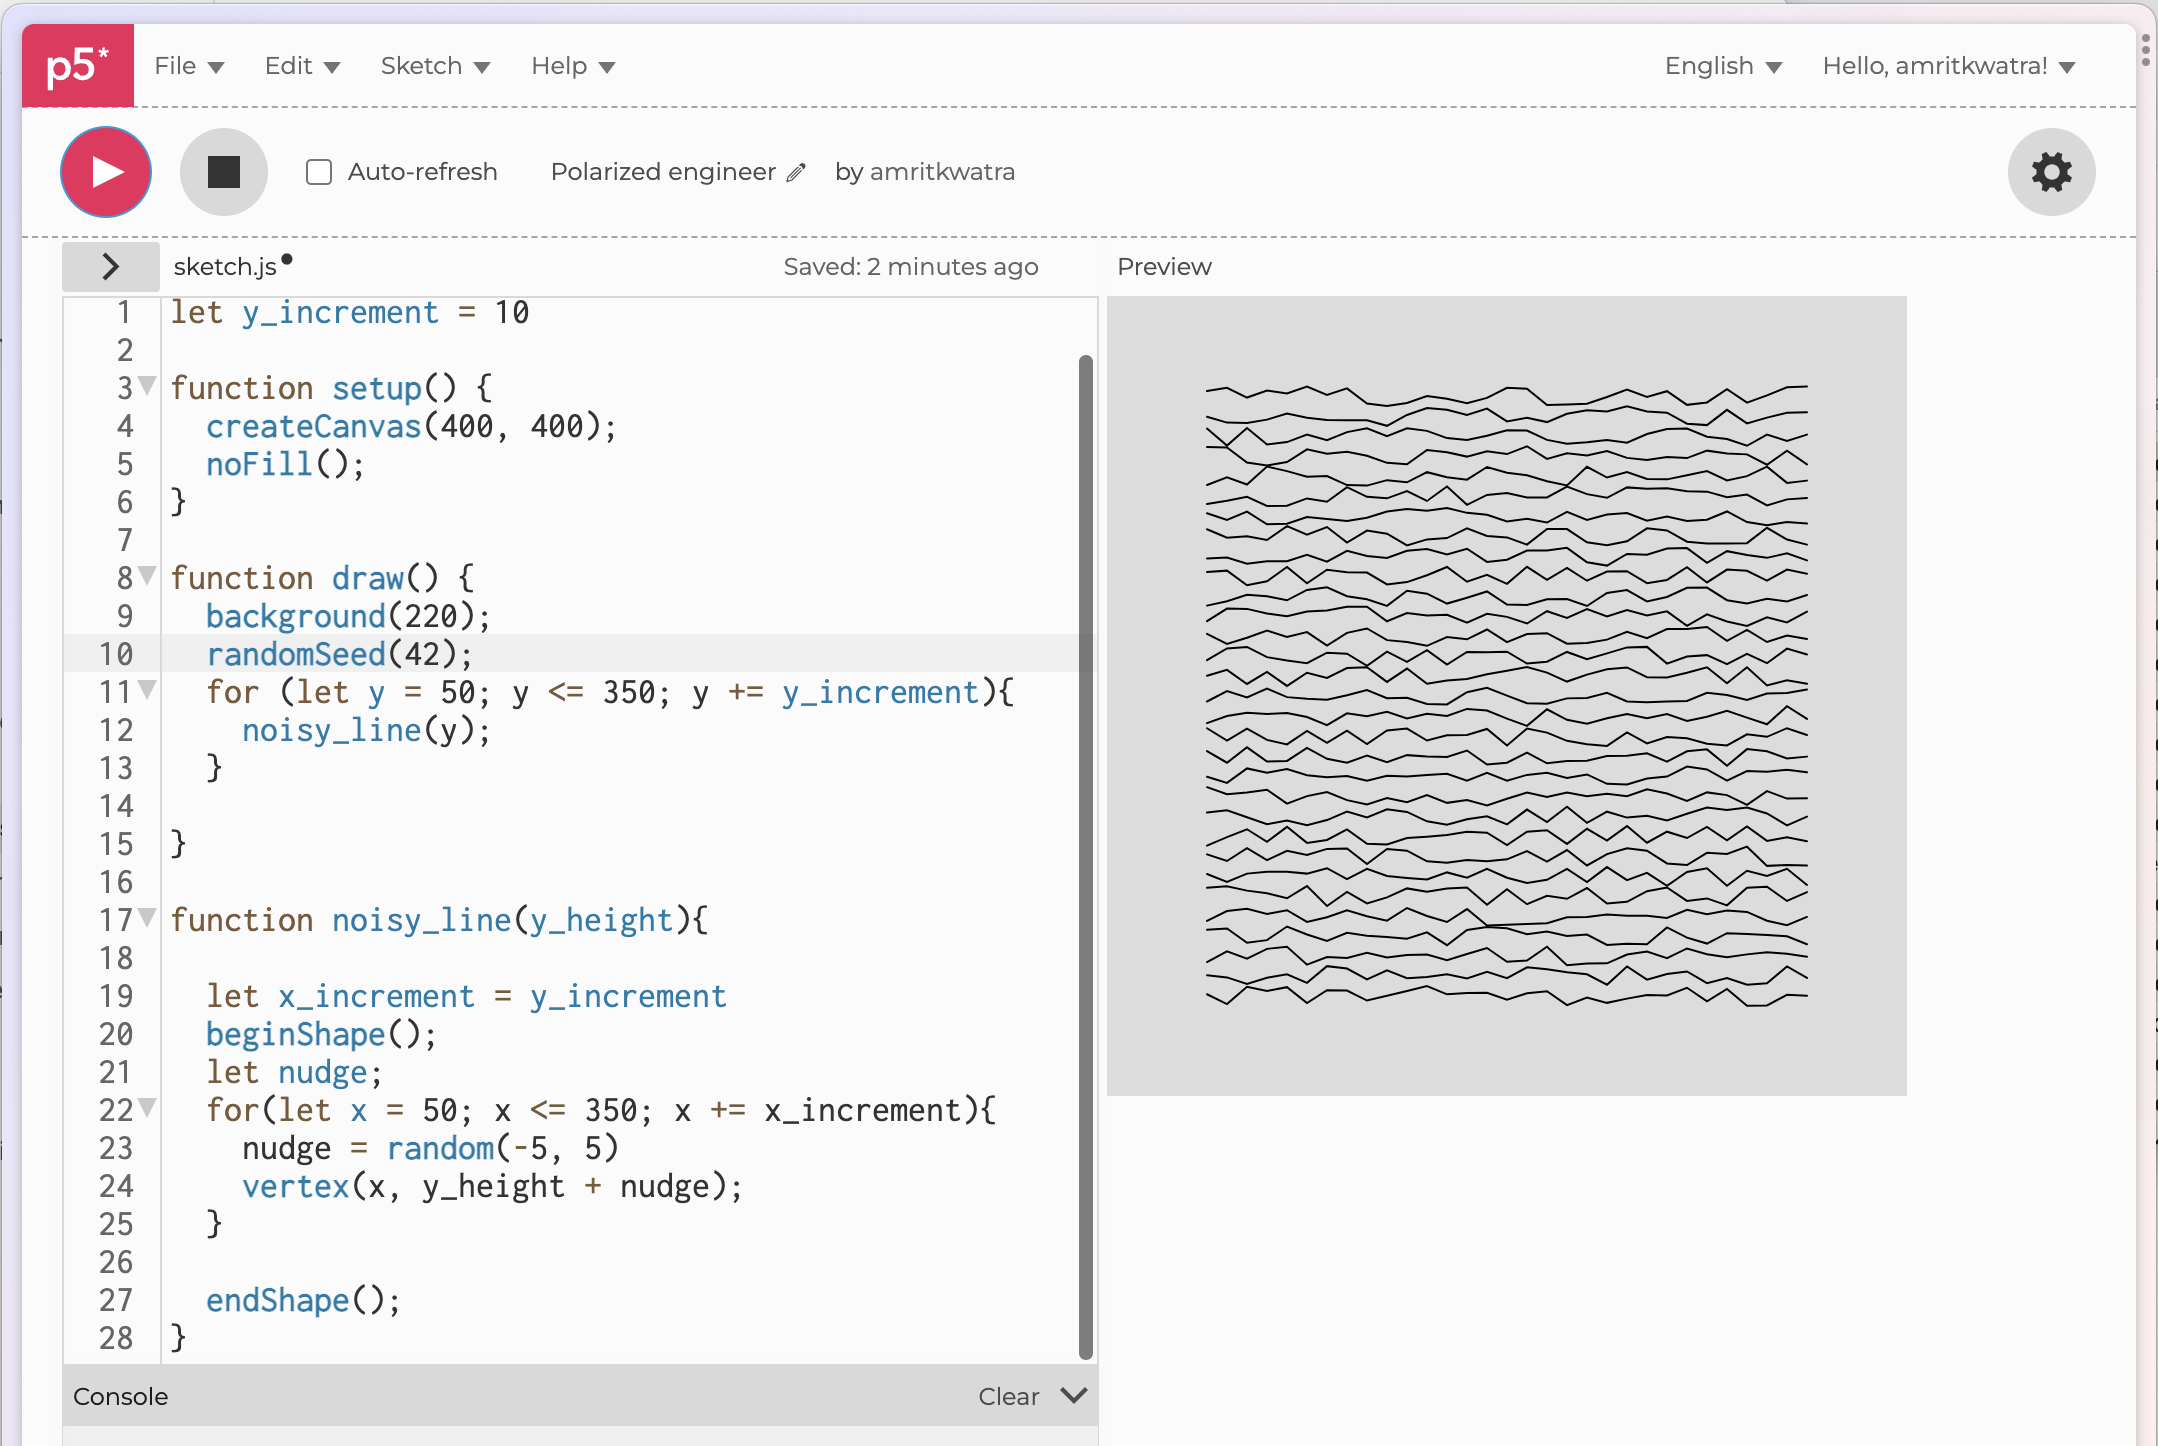 p5* File Edit Sketch Help English Hello, amritkwatra!
Auto-refresh Polarized engineer by amritkwatra
sketch.js Saved: 2 minutes ago Preview
1 let y_increment = 10
2
3 function setup() {
4 createCanvas(400, 400);
5 noFill();
6 }
7
8 function draw() {
9 background(220);
10 randomSeed(42);
11 for (let y = 50; y <= 350; y += y_increment){
12 noisy_line(y);
13 }
14
15 }
16
17 function noisy_line(y_height){
18
19 let x_increment = y_increment
20 beginShape();
21 let nudge;
22 for(let x = 50; x <= 350; x += x_increment){
23 nudge = random(-5, 5)
24 vertex(x, y_height + nudge);
25 }
26
27 endShape();
28 }
Console Clear